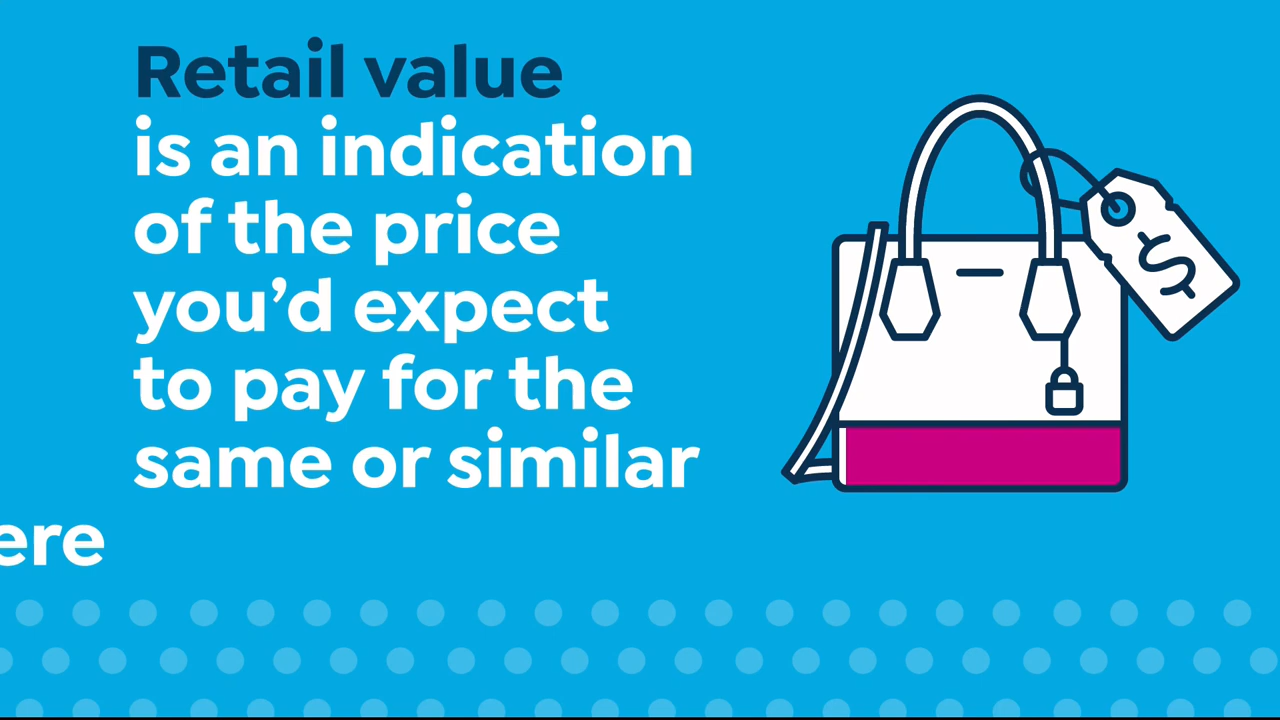 Retail value
is an indication
of the price
you’d expect
to pay for the
same or similar
ere
$